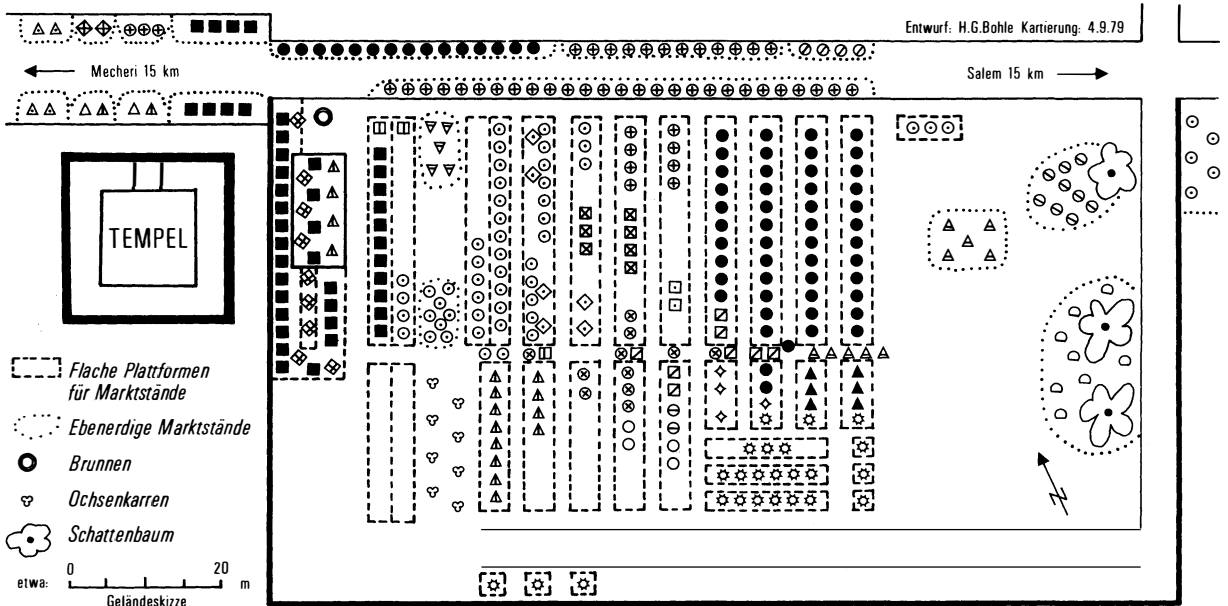 Entwurf: H.G.Bohle Kartierung: 4.9.79
Mecheri 15 km
Salem 15 km
TEMPEL
Flache Plattformen
für Marktstände
Ebenerdige Marktstände
Brunnen
Ochsenkarren
Schattenbaum
etwa: 0 20 m
Geländeskizze
N